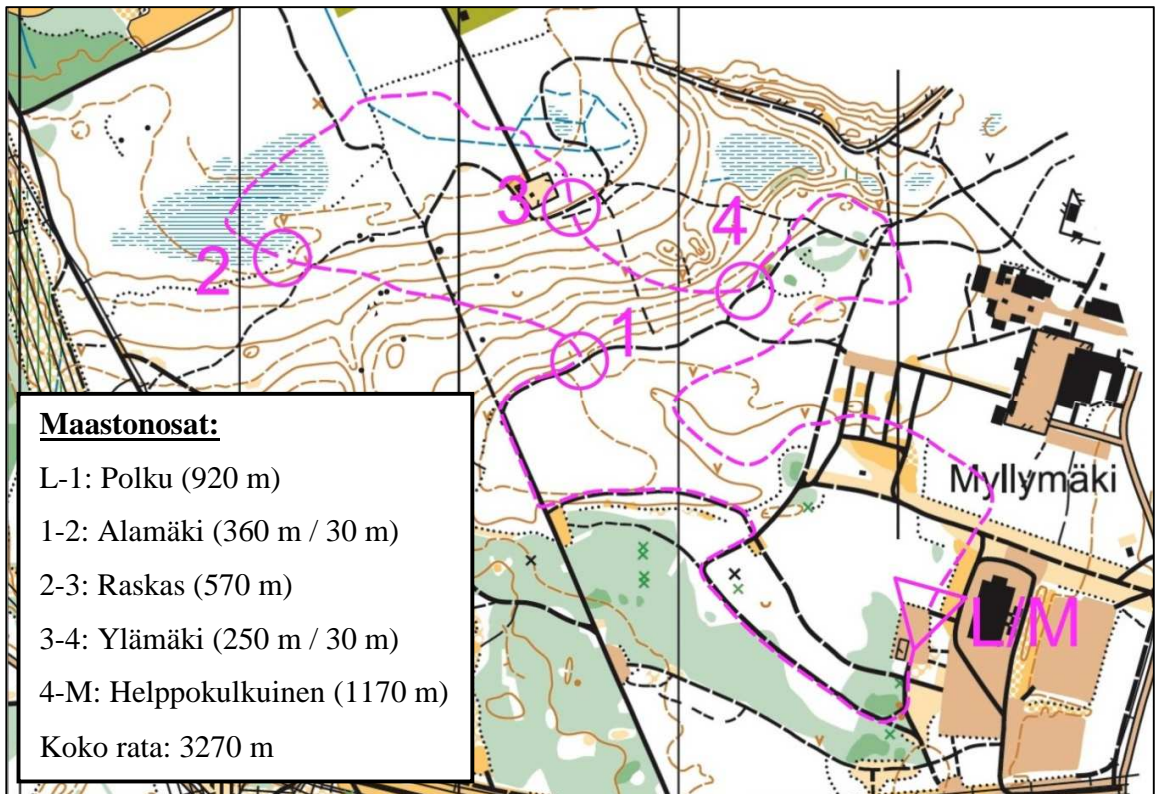 3
4
2
1
Myllymäki
L/M
Maastonosat:
L-1: Polku (920 m)
1-2: Alamäki (360 m / 30 m)
2-3: Raskas (570 m)
3-4: Ylämäki (250 m / 30 m)
4-M: Helppokulkuinen (1170 m)
Koko rata: 3270 m